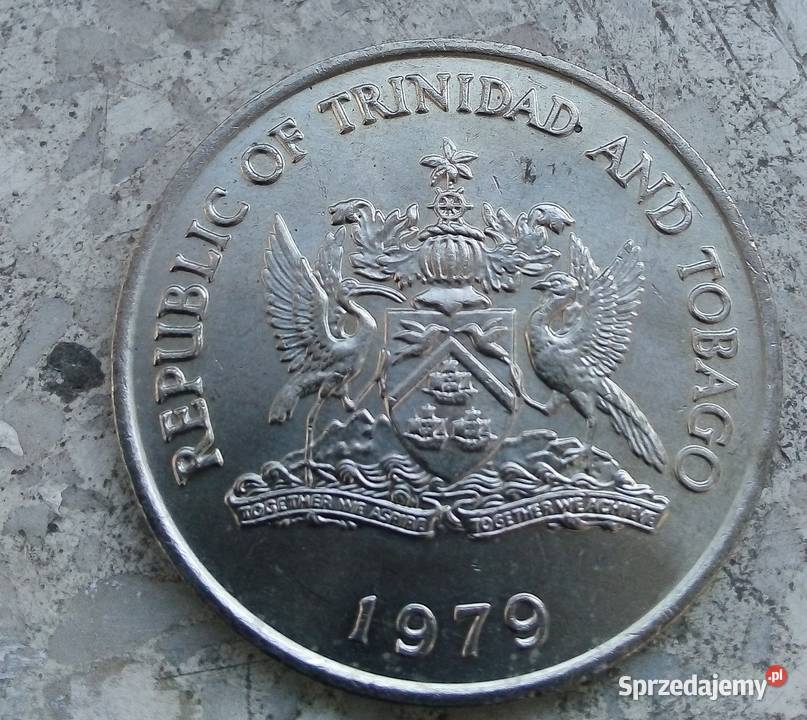 REPUBLIC OF TRINIDAD AND TOBAGO
TOGETHER WE ASPIRE TOGETHER WE ACHIEVE
1979
Sprzedajemy.pl